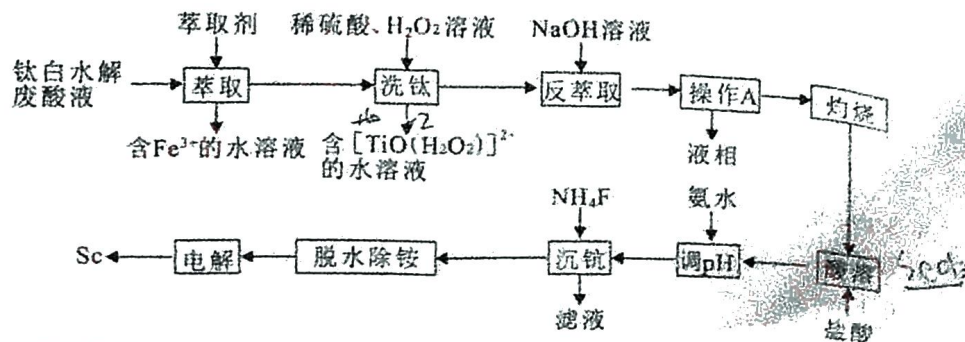 萃取剂 稀硫酸、H₂O₂溶液 NaOH溶液
钛白水解废酸液 萃取 洗钛 反萃取 操作A 灼烧
含Fe³⁺的水溶液 含[TiO(H₂O₂)]²⁺的水溶液 液相
NH₄F 氨水
Sc 电解 脱水除铵 沉钪 调pH 酸溶
滤液 盐酸